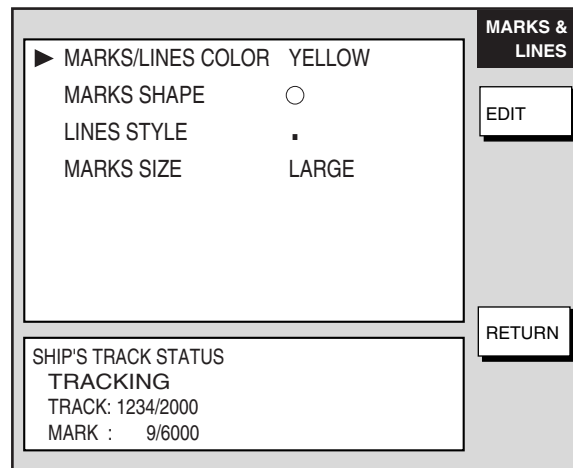 MARKS &
LINES
▶ MARKS/LINES COLOR YELLOW
MARKS SHAPE ○
LINES STYLE .
MARKS SIZE LARGE
EDIT
RETURN
SHIP'S TRACK STATUS
TRACKING
TRACK: 1234/2000
MARK : 9/6000